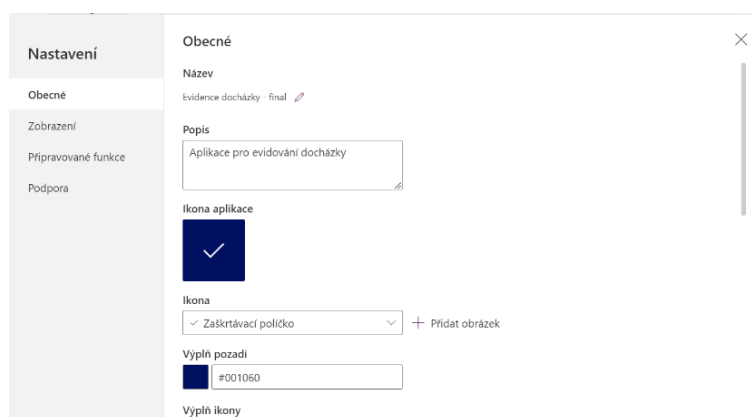 Nastavení
Obecné
Zobrazení
Připravované funkce
Podpora
Obecné
Název
Evidence docházky - final
Popis
Aplikace pro evidování docházky
Ikona aplikace
Ikona
Zaškrtávací políčko
Přidat obrázek
Výplň pozadí
#001060
Výplň ikony